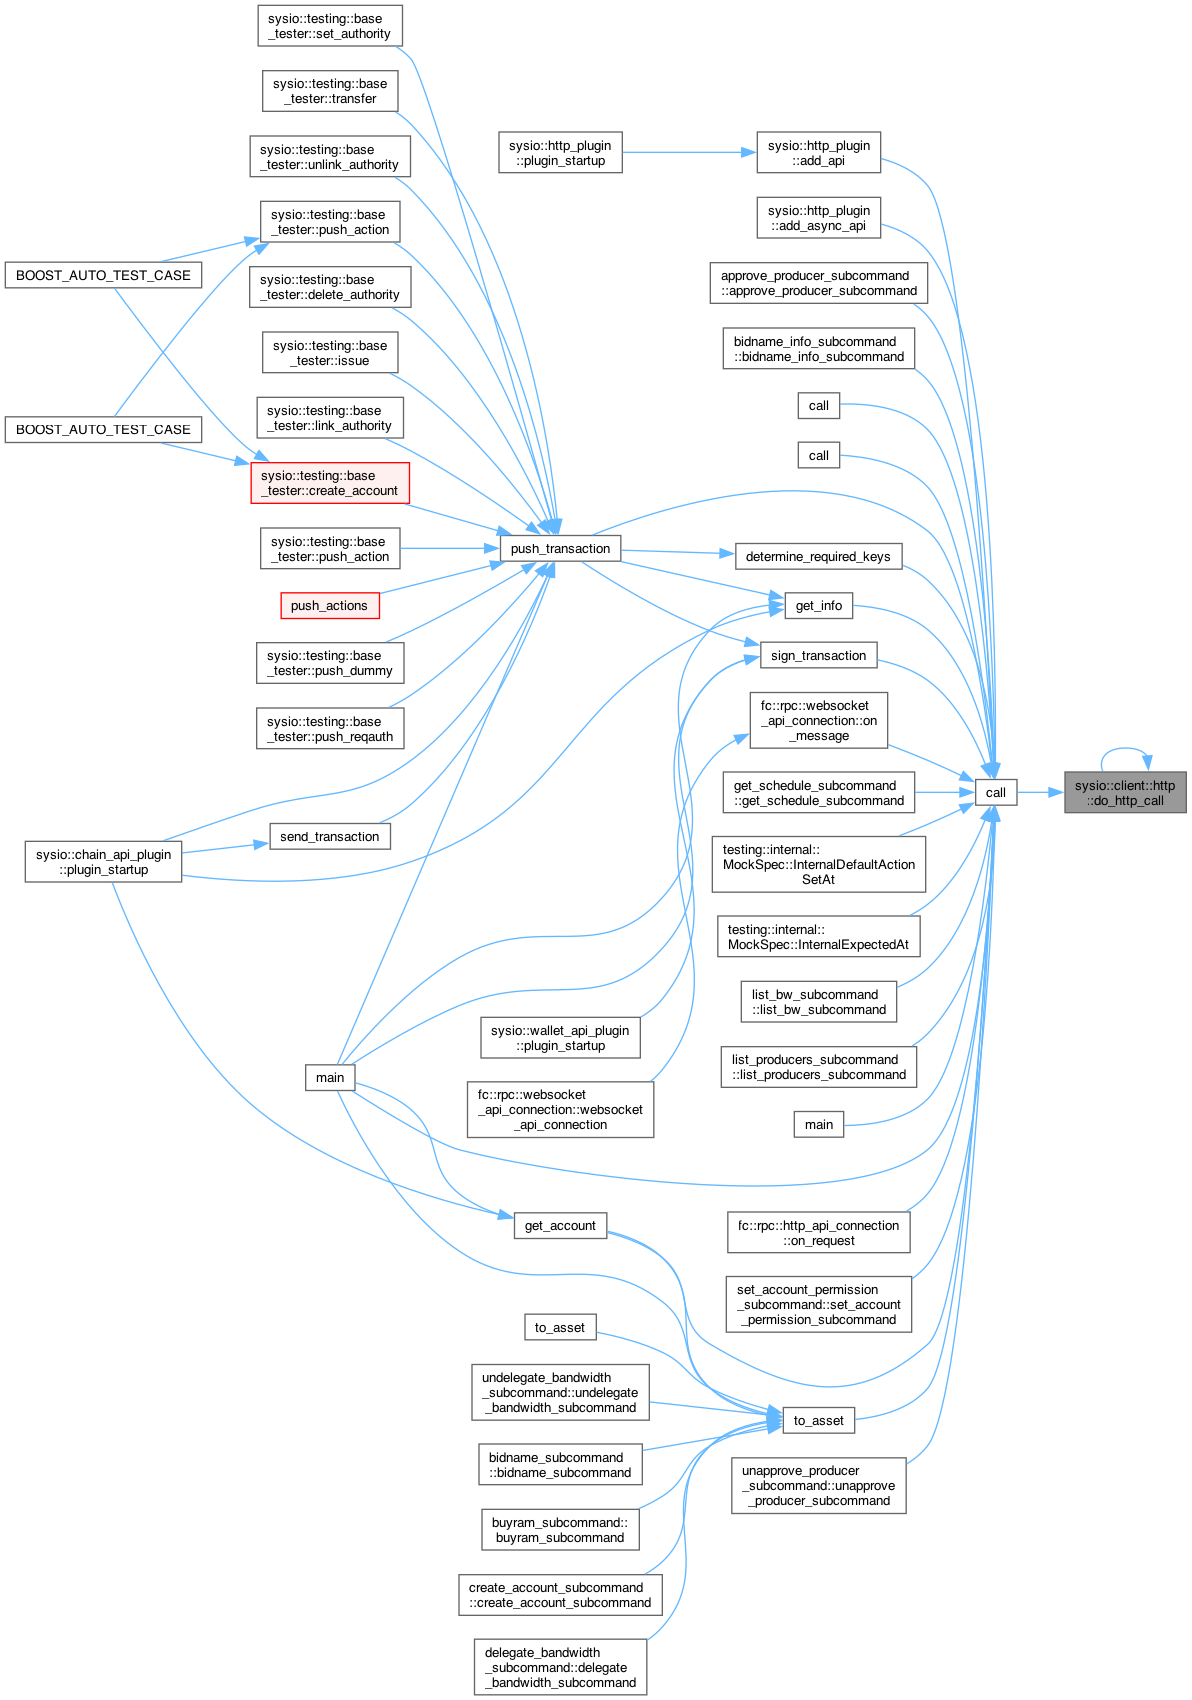 sysio::testing::base
_tester::set_authority
sysio::testing::base
_tester::transfer
sysio::testing::base
_tester::unlink_authority
sysio::testing::base
_tester::push_action
BOOST_AUTO_TEST_CASE
sysio::testing::base
_tester::delete_authority
sysio::testing::base
_tester::issue
sysio::testing::base
_tester::link_authority
BOOST_AUTO_TEST_CASE
sysio::testing::base
_tester::create_account
sysio::testing::base
_tester::push_action
push_actions
sysio::testing::base
_tester::push_dummy
sysio::testing::base
_tester::push_reqauth
send_transaction
sysio::chain_api_plugin
::plugin_startup
main
sysio::http_plugin
::plugin_startup
push_transaction
sysio::wallet_api_plugin
::plugin_startup
fc::rpc::websocket
_api_connection::websocket
_api_connection
get_account
to_asset
undelegate_bandwidth
_subcommand::undelegate
_bandwidth_subcommand
bidname_subcommand
::bidname_subcommand
buyram_subcommand::
buyram_subcommand
create_account_subcommand
::create_account_subcommand
delegate_bandwidth
_subcommand::delegate
_bandwidth_subcommand
sysio::http_plugin
::add_api
sysio::http_plugin
::add_async_api
approve_producer_subcommand
::approve_producer_subcommand
bidname_info_subcommand
::bidname_info_subcommand
call
call
determine_required_keys
get_info
sign_transaction
fc::rpc::websocket
_api_connection::on
_message
get_schedule_subcommand
::get_schedule_subcommand
testing::internal::
MockSpec::InternalDefaultAction
SetAt
testing::internal::
MockSpec::InternalExpectedAt
list_bw_subcommand
::list_bw_subcommand
list_producers_subcommand
::list_producers_subcommand
main
fc::rpc::http_api_connection
::on_request
set_account_permission
_subcommand::set_account
_permission_subcommand
to_asset
unapprove_producer
_subcommand::unapprove
_producer_subcommand
call
sysio::client::http
::do_http_call